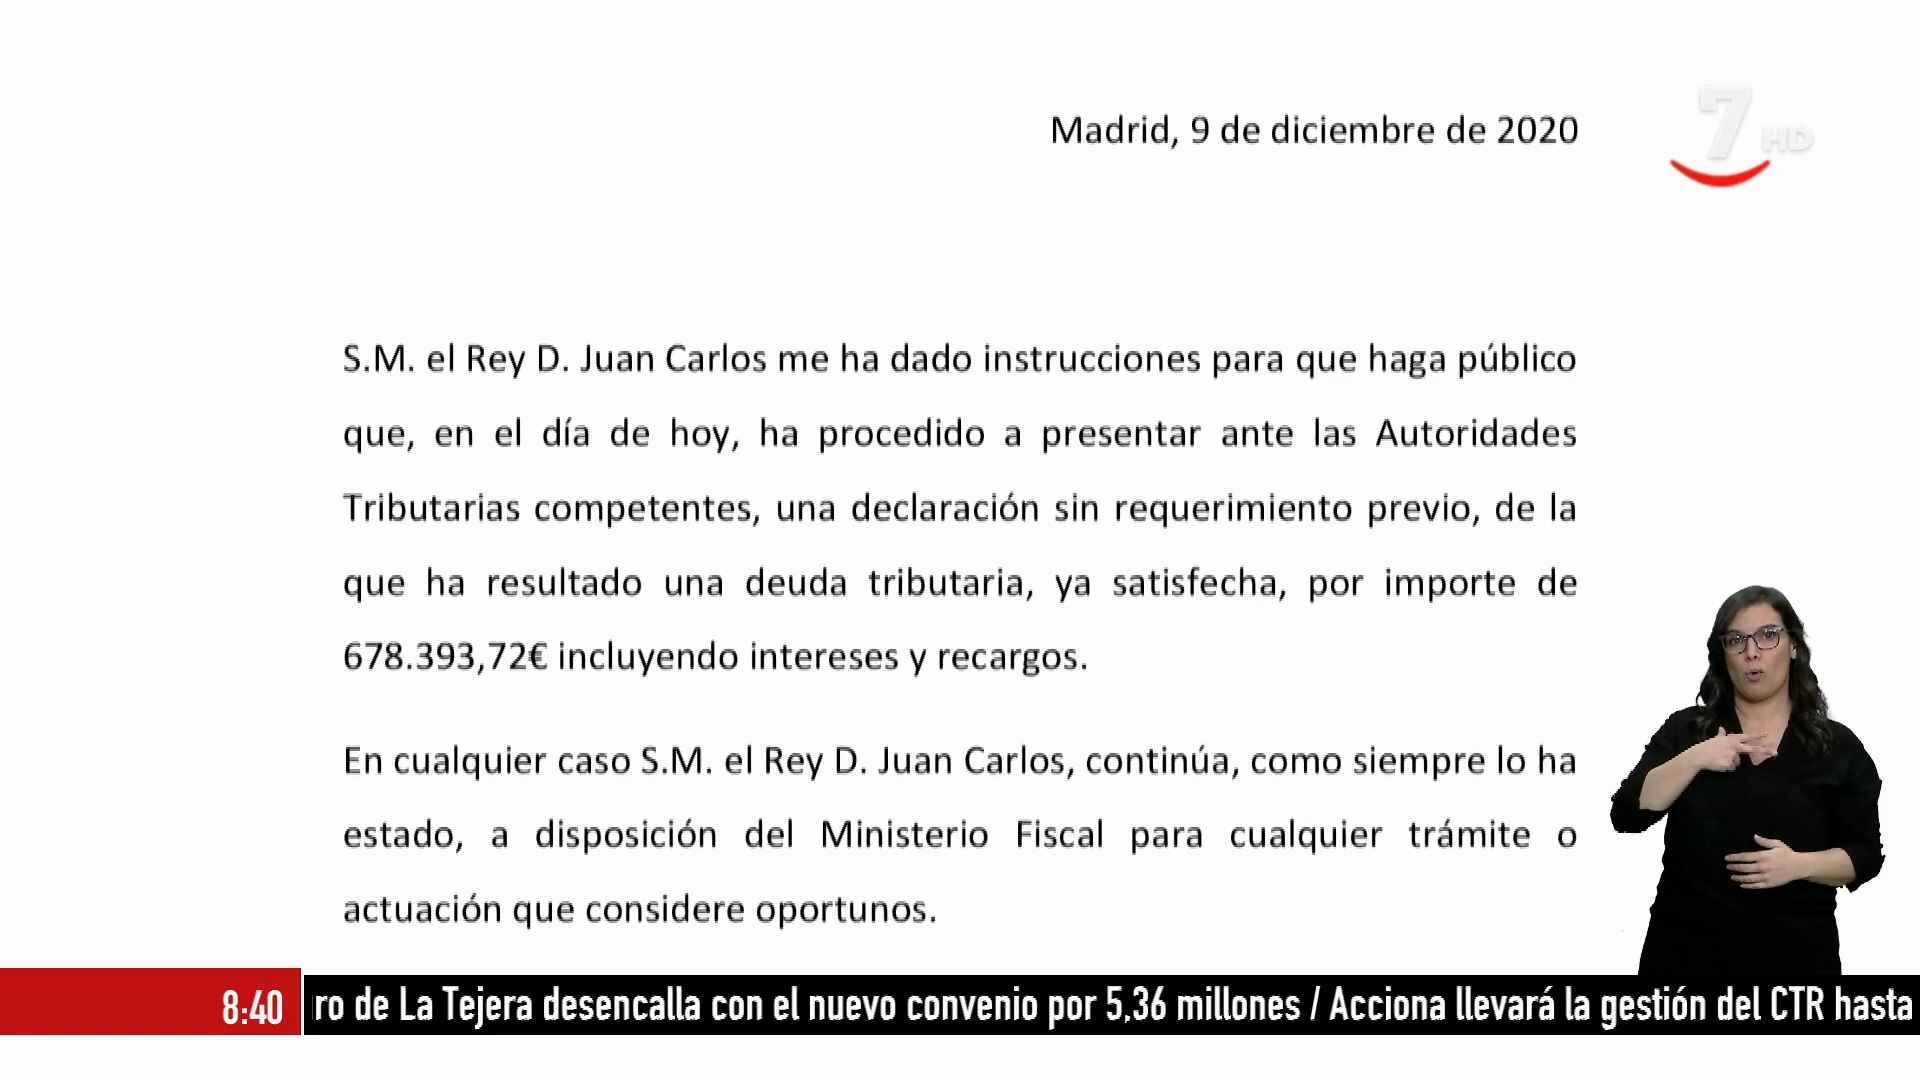 Madrid, 9 de diciembre de 2020
7 HD
S.M. el Rey D. Juan Carlos me ha dado instrucciones para que haga público
que, en el día de hoy, ha procedido a presentar ante las Autoridades
Tributarias competentes, una declaración sin requerimiento previo, de la
que ha resultado una deuda tributaria, ya satisfecha, por importe de
678.393,72€ incluyendo intereses y recargos.
En cualquier caso S.M. el Rey D. Juan Carlos, continúa, como siempre lo ha
estado, a disposición del Ministerio Fiscal para cualquier trámite o
actuación que considere oportunos.
8:40
ro de La Tejera desencalla con el nuevo convenio por 5,36 millones / Acciona llevará la gestión del CTR hasta